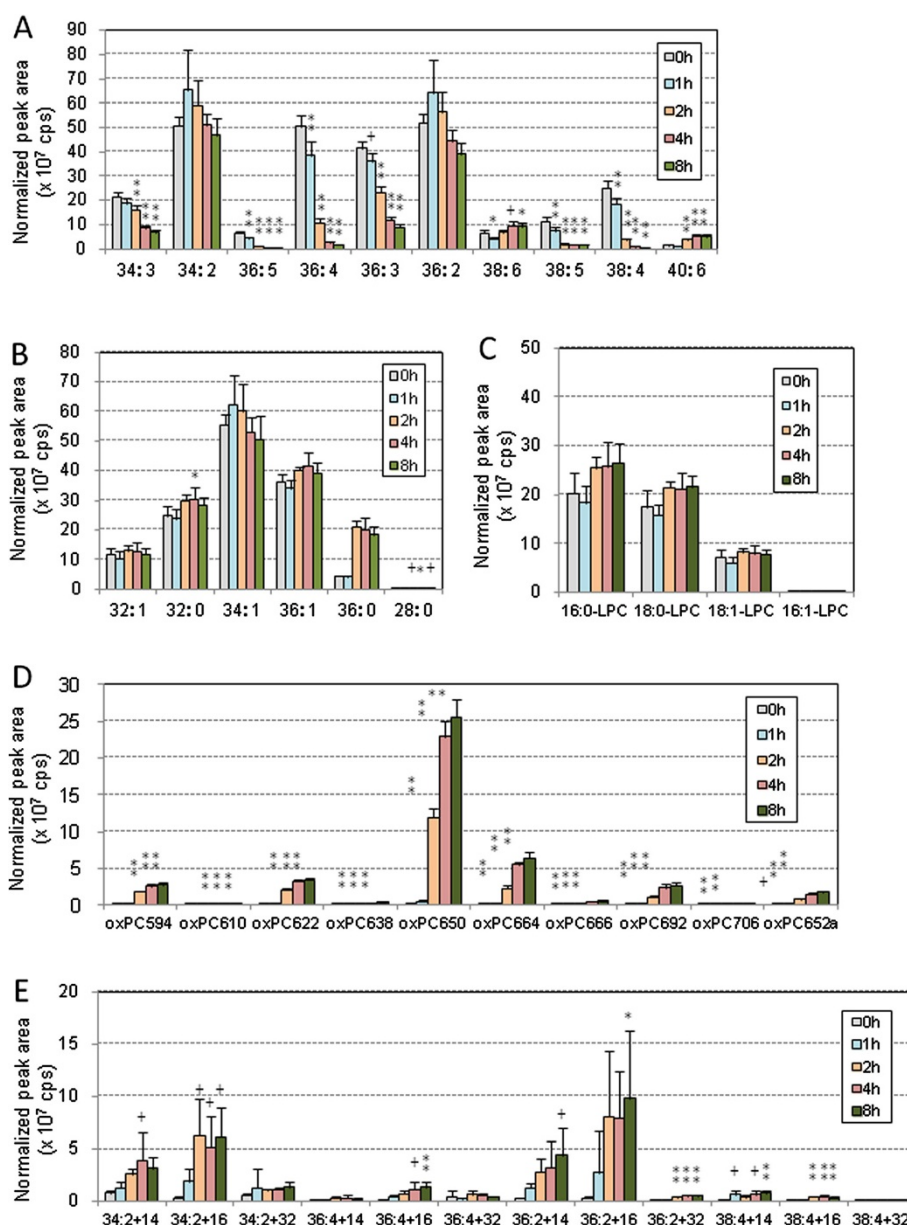 A
Normalized peak area
(x 10⁷ cps)
90
80
70
60
50
40
30
20
10
0
0h
1h
2h
4h
8h
34:3 34:2 36:5 36:4 36:3 36:2 38:6 38:5 38:4 40:6
B
Normalized peak area
(x 10⁷ cps)
80
70
60
50
40
30
20
10
0
0h
1h
2h
4h
8h
32:1 32:0 34:1 36:1 36:0 28:0
C
Normalized peak area
(x 10⁷ cps)
50
40
30
20
10
0
0h
1h
2h
4h
8h
16:0-LPC 18:0-LPC 18:1-LPC 16:1-LPC
D
Normalized peak area
(x 10⁷ cps)
30
25
20
15
10
5
0
0h
1h
2h
4h
8h
oxPC594 oxPC610 oxPC622 oxPC638 oxPC650 oxPC664 oxPC666 oxPC692 oxPC706 oxPC652a
E
Normalized peak area
(x 10⁷ cps)
20
15
10
5
0
0h
1h
2h
4h
8h
34:2+14 34:2+16 34:2+32 36:4+14 36:4+16 36:4+32 36:2+14 36:2+16 36:2+32 38:4+14 38:4+16 38:4+32